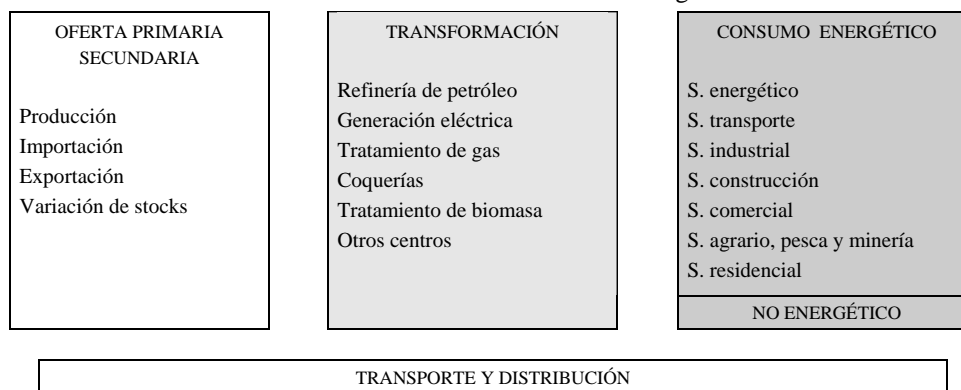 OFERTA PRIMARIA
SECUNDARIA
Producción
Importación
Exportación
Variación de stocks
TRANSFORMACIÓN
Refinería de petróleo
Generación eléctrica
Tratamiento de gas
Coquerías
Tratamiento de biomasa
Otros centros
CONSUMO ENERGÉTICO
S. energético
S. transporte
S. industrial
S. construcción
S. comercial
S. agrario, pesca y minería
S. residencial
NO ENERGÉTICO
TRANSPORTE Y DISTRIBUCIÓN